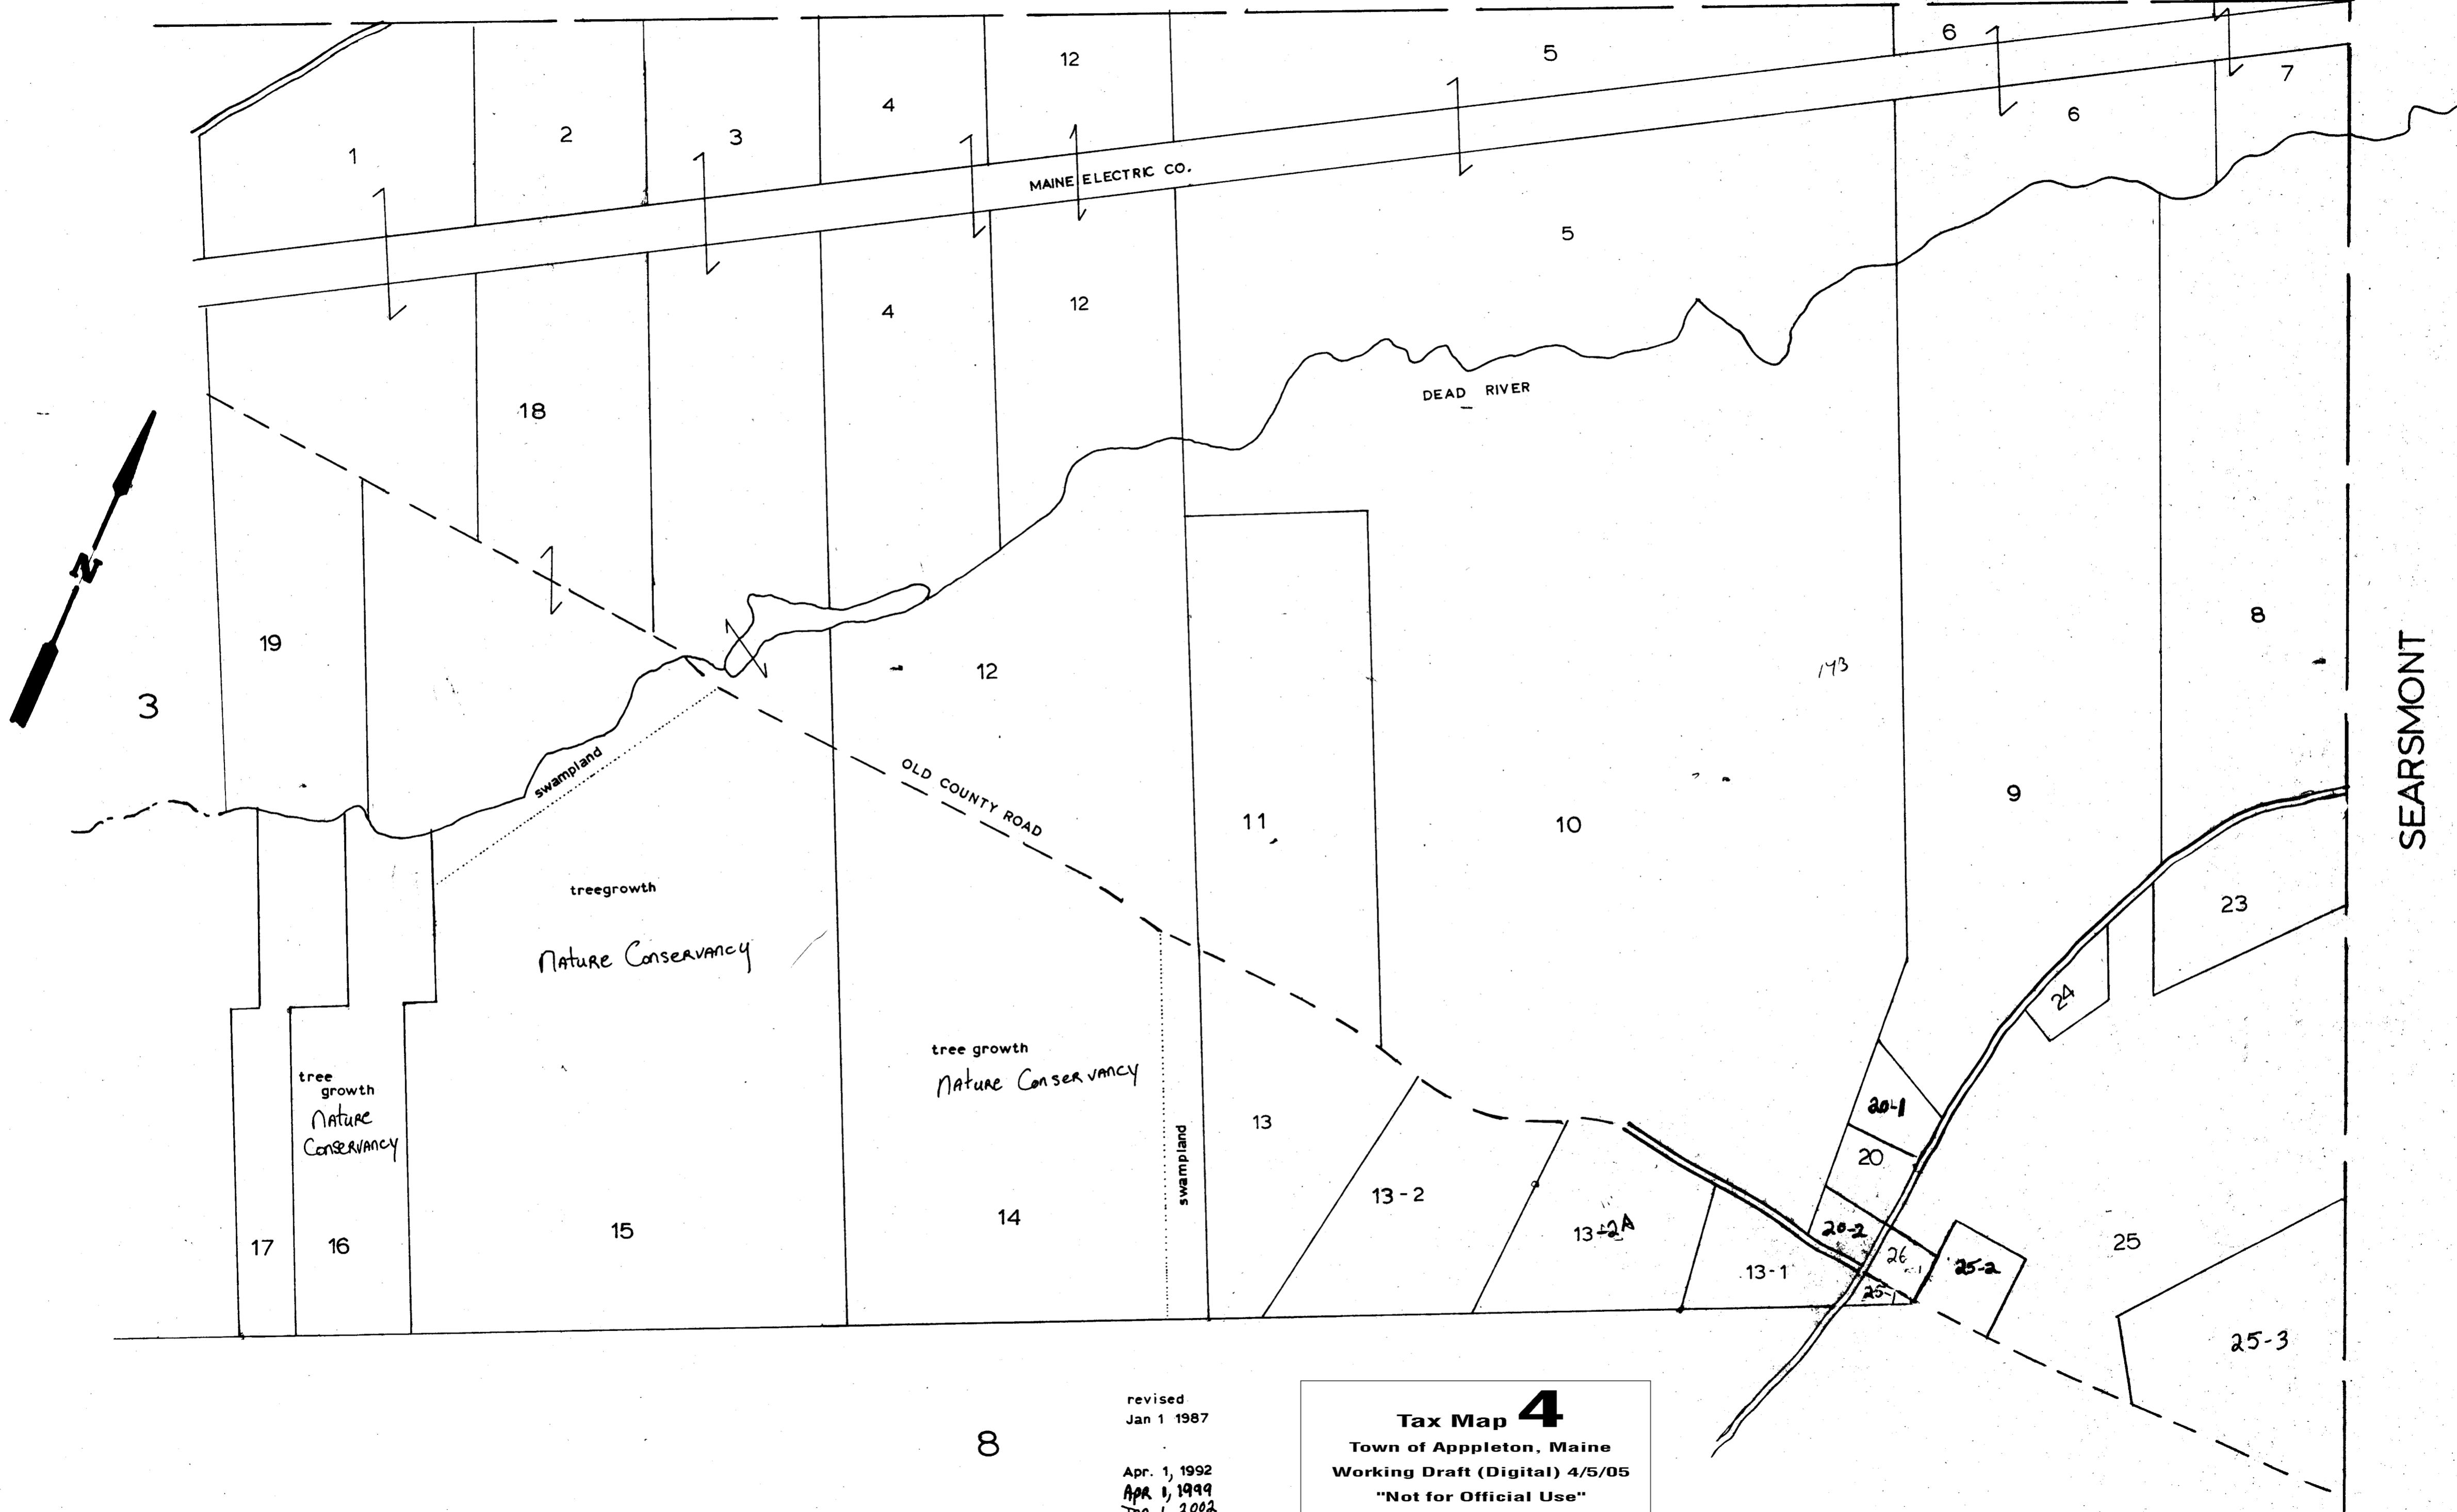 6
5
12
7
4
6
2
3
1
MAINE ELECTRIC CO.
5
12
4
DEAD RIVER
18
N
8
19
173
12
3
SEARSMONT
swampland
OLD COUNTY ROAD
9
11
10
treegrowth
23
Nature Conservancy
24
tree growth
Nature Conservancy
tree
growth
Nature
Conservancy
20-1
13
20
swampland
13-2
14
13-2A
20-2
15
25
17
16
26
25-2
13-1
25-1
25-3
revised
Jan 1 1987
8
Apr. 1, 1992
APR 1, 1999
Tax Map 4
Town of Apppleton, Maine
Working Draft (Digital) 4/5/05
"Not for Official Use"